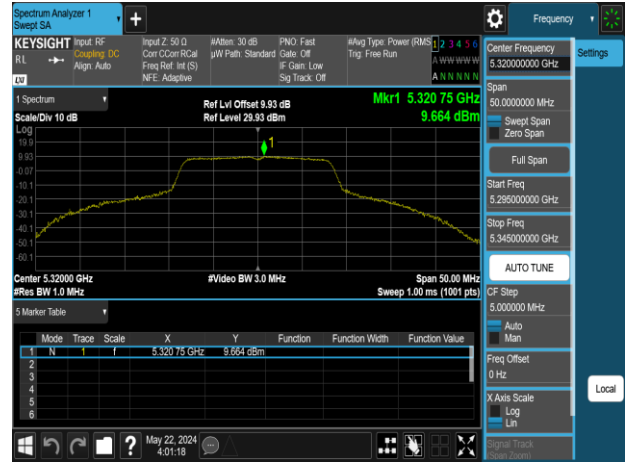 Spectrum Analyzer 1
Swept SA
Frequency
KEYSIGHT
RL
LXI
Input: RF
Coupling: DC
Align: Auto
Input Z: 50 Ω
Corr CCorr RCal
Freq Ref: Int (S)
NFE: Adaptive
#Atten: 30 dB
µW Path: Standard
PNO: Fast
Gate: Off
IF Gain: Low
Sig Track: Off
#Avg Type: Power (RMS
Trig: Free Run
1 2 3 4 5 6
A W W W W W
A N N N N N
1 Spectrum
Scale/Div 10 dB
Ref Lvl Offset 9.93 dB
Ref Level 29.93 dBm
Mkr1 5.320 75 GHz
9.664 dBm
Log
19.9
9.93
-0.07
-10.1
-20.1
-30.1
-40.1
-50.1
-60.1
1
Center 5.32000 GHz
#Res BW 1.0 MHz
#Video BW 3.0 MHz
Span 50.00 MHz
Sweep 1.00 ms (1001 pts)
5 Marker Table
Mode Trace Scale X Y Function Function Width Function Value
1 N 1 f 5.320 75 GHz 9.664 dBm
2
3
4
5
6
May 22, 2024
4:01:18
?
Center Frequency
5.320000000 GHz
Span
50.0000000 MHz
Swept Span
Zero Span
Full Span
Start Freq
5.295000000 GHz
Stop Freq
5.345000000 GHz
AUTO TUNE
CF Step
5.000000 MHz
Auto
Man
Freq Offset
0 Hz
X Axis Scale
Log
Lin
Signal Track
(Span Zoom)
Settings
Local